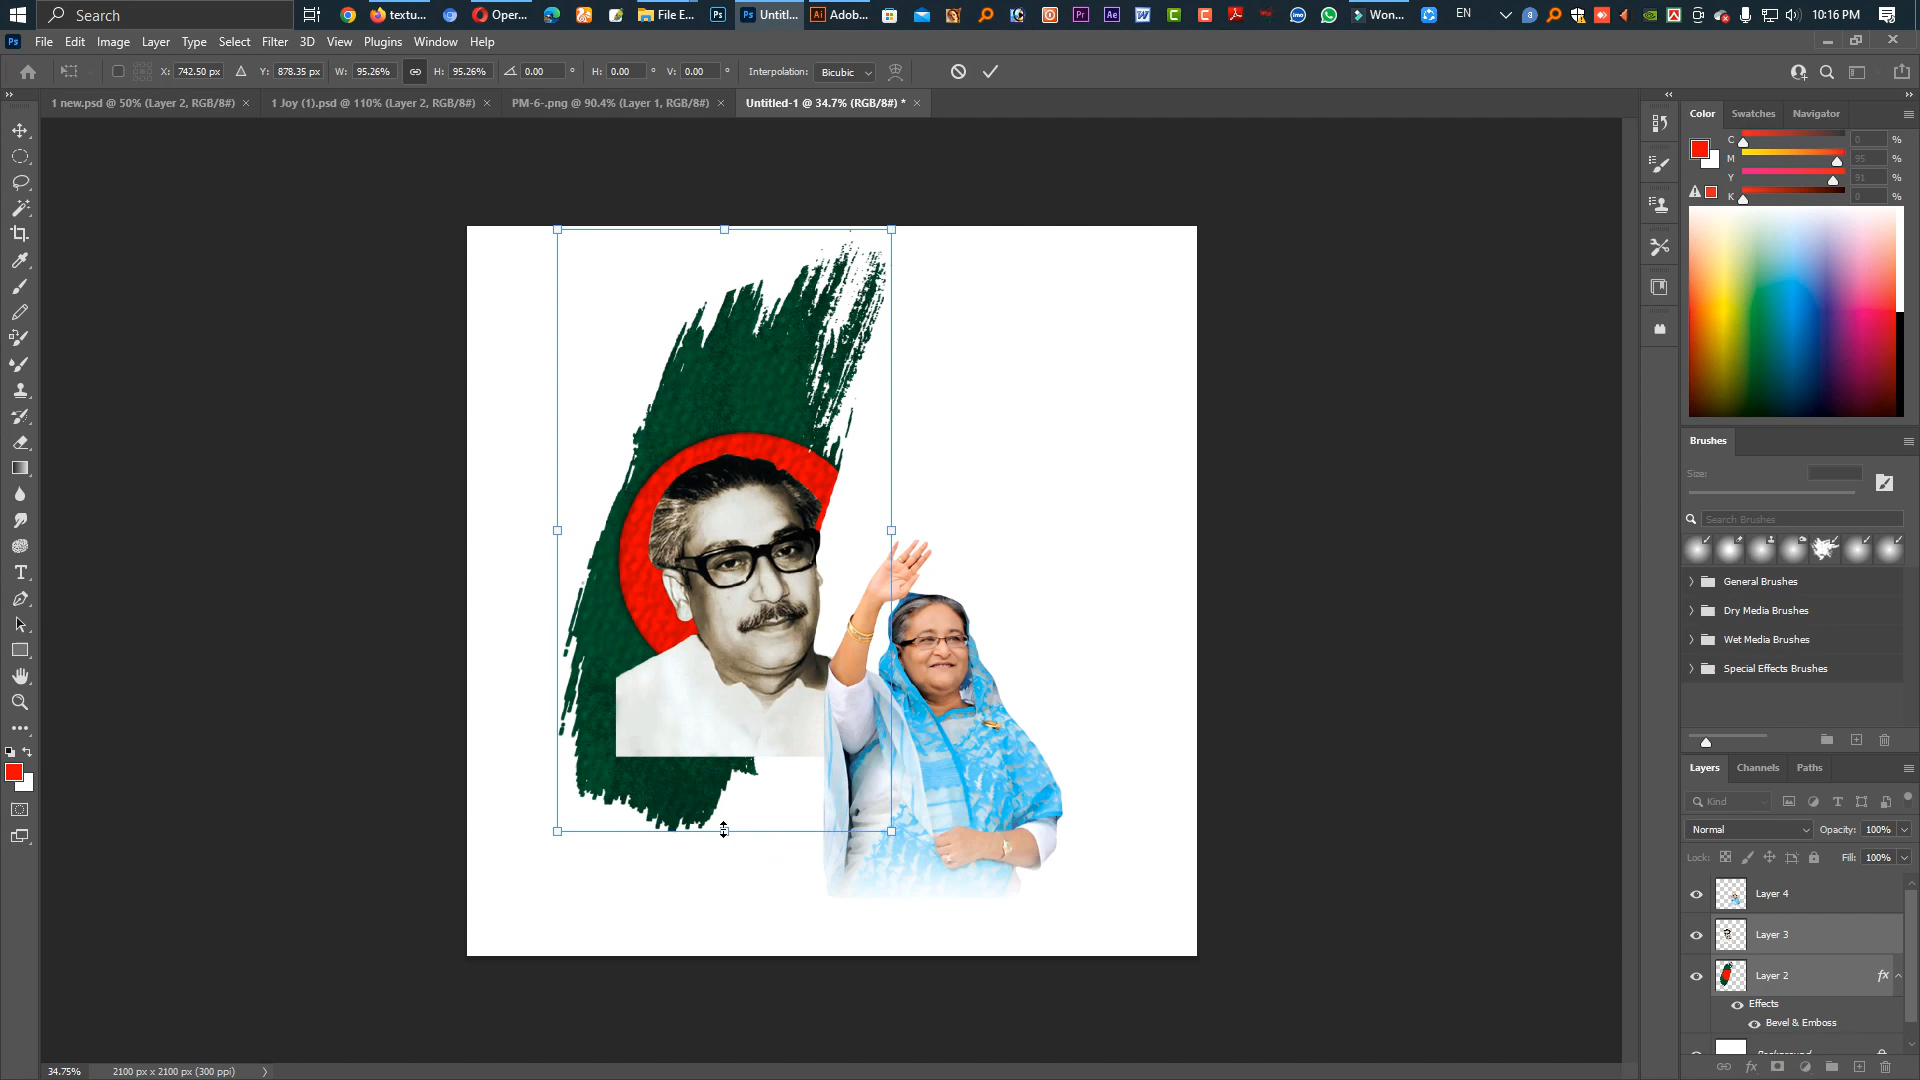 Search
textu...
Oper...
File E...
Untitl...
Adob...
Won...
EN
10:16 PM
File Edit Image Layer Type Select Filter 3D View Plugins Window Help
X: 742.50 px Y: 878.35 px W: 95.26% H: 95.26% 0.00 ° H: 0.00 ° V: 0.00 ° Interpolation: Bicubic
1 new.psd @ 50% (Layer 2, RGB/8#) × 1 Joy (1).psd @ 110% (Layer 2, RGB/8#) × PM-6-.png @ 90.4% (Layer 1, RGB/8#) × Untitled-1 @ 34.7% (RGB/8#) * ×
Color Swatches Navigator
C 0 %
M 95 %
Y 91 %
K 0 %
Brushes
Size:
Search Brushes
General Brushes
Dry Media Brushes
Wet Media Brushes
Special Effects Brushes
Layers Channels Paths
Kind
Normal Opacity: 100%
Lock: Fill: 100%
Layer 4
Layer 3
Layer 2 fx
Effects
Bevel & Emboss
Background
34.75% 2100 px x 2100 px (300 ppi)